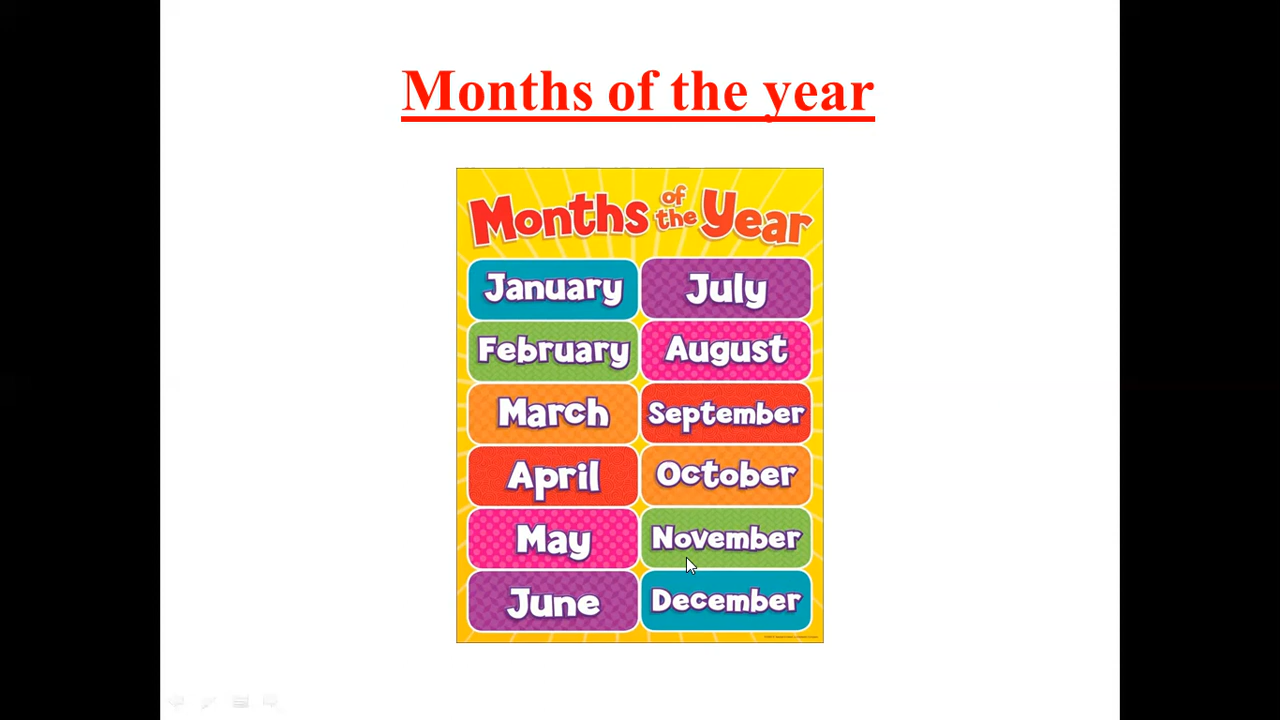 Months of the year
Months of the Year
January
February
March
April
May
June
July
August
September
October
November
December